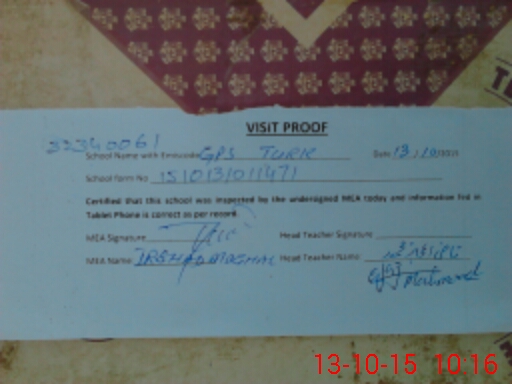 VISIT PROOF
32340061
School Name with Emiscode GPS TURK Date 13 / 10 /2015
School form No 1510131011471
Certified that this school was inspected by the undersigned MEA today and information fed in
Tablet Phone is correct as per record.
MEA Signature Head Teacher Signature
MEA Name IRSHAD Head Teacher Name
Mahmood
13-10-15 10:16